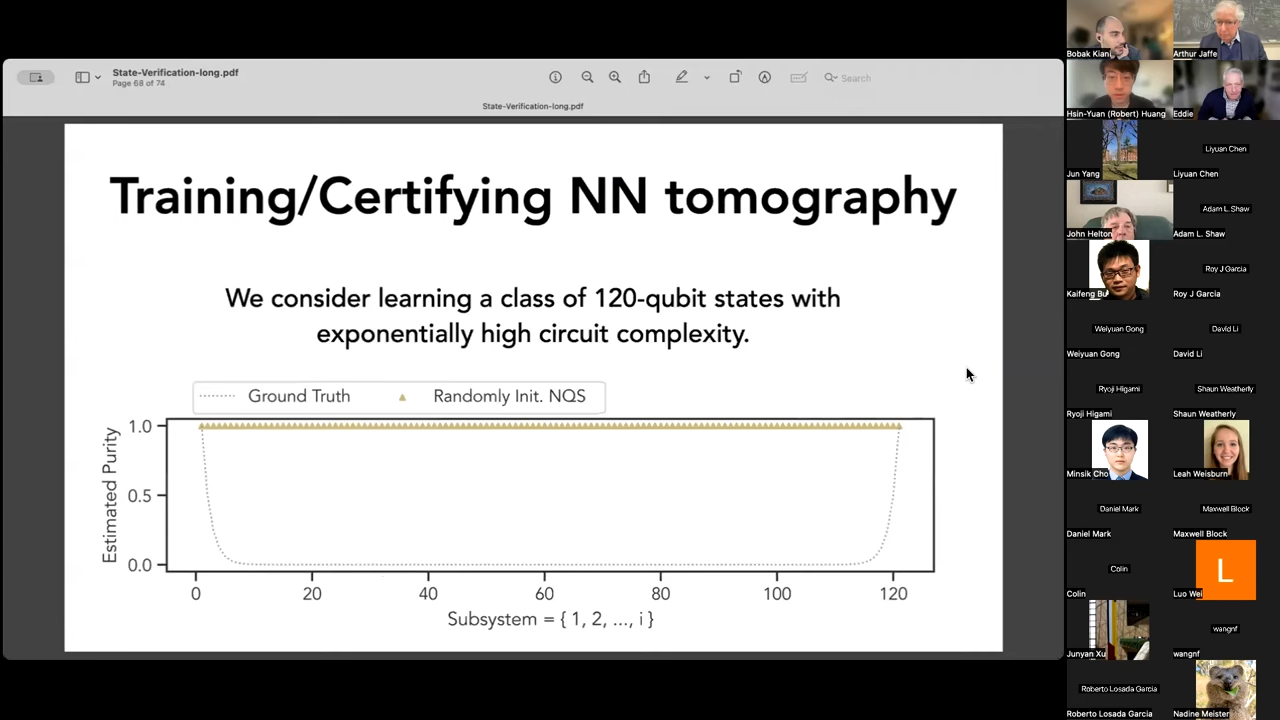 State-Verification-long.pdf
Page 68 of 74
Search
State-Verification-long.pdf
Training/Certifying NN tomography
We consider learning a class of 120-qubit states with
exponentially high circuit complexity.
Ground Truth
Randomly Init. NQS
Estimated Purity
1.0
0.5
0.0
0 20 40 60 80 100 120
Subsystem = { 1, 2, ..., i }
Bobak Kiani
Arthur Jaffe
Hsin-Yuan (Robert) Huang
Eddie
Jun Yang
Liyuan Chen
Liyuan Chen
John Helton
Adam L. Shaw
Adam L. Shaw
Kaifeng Bu
Roy J Garcia
Roy J Garcia
Weiyuan Gong
Weiyuan Gong
David Li
David Li
Ryoji Higami
Ryoji Higami
Shaun Weatherly
Shaun Weatherly
Minsik Cho
Leah Weisburn
Daniel Mark
Daniel Mark
Maxwell Block
Maxwell Block
Colin
Colin
L
Luo Wei
Junyan Xu
wangnf
wangnf
Roberto Losada Garcia
Roberto Losada Garcia
Nadine Meister